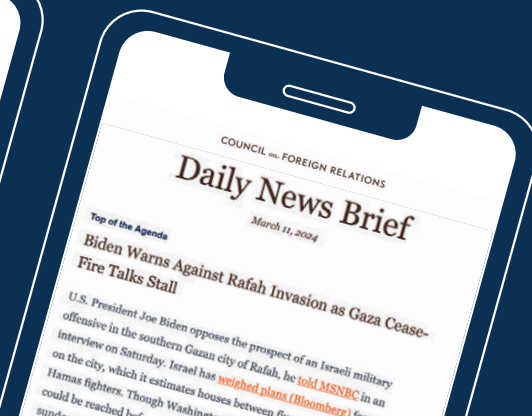 COUNCIL on FOREIGN RELATIONS
Daily News Brief
March 11, 2024
Top of the Agenda
Biden Warns Against Rafah Invasion as Gaza Cease-
Fire Talks Stall
U.S. President Joe Biden opposes the prospect of an Israeli military
offensive in the southern Gazan city of Rafah, he told MSNBC in an
interview on Saturday. Israel has weighed plans (Bloomberg)
on the city, which it estimates houses between
Hamas fighters. Though
could be reached